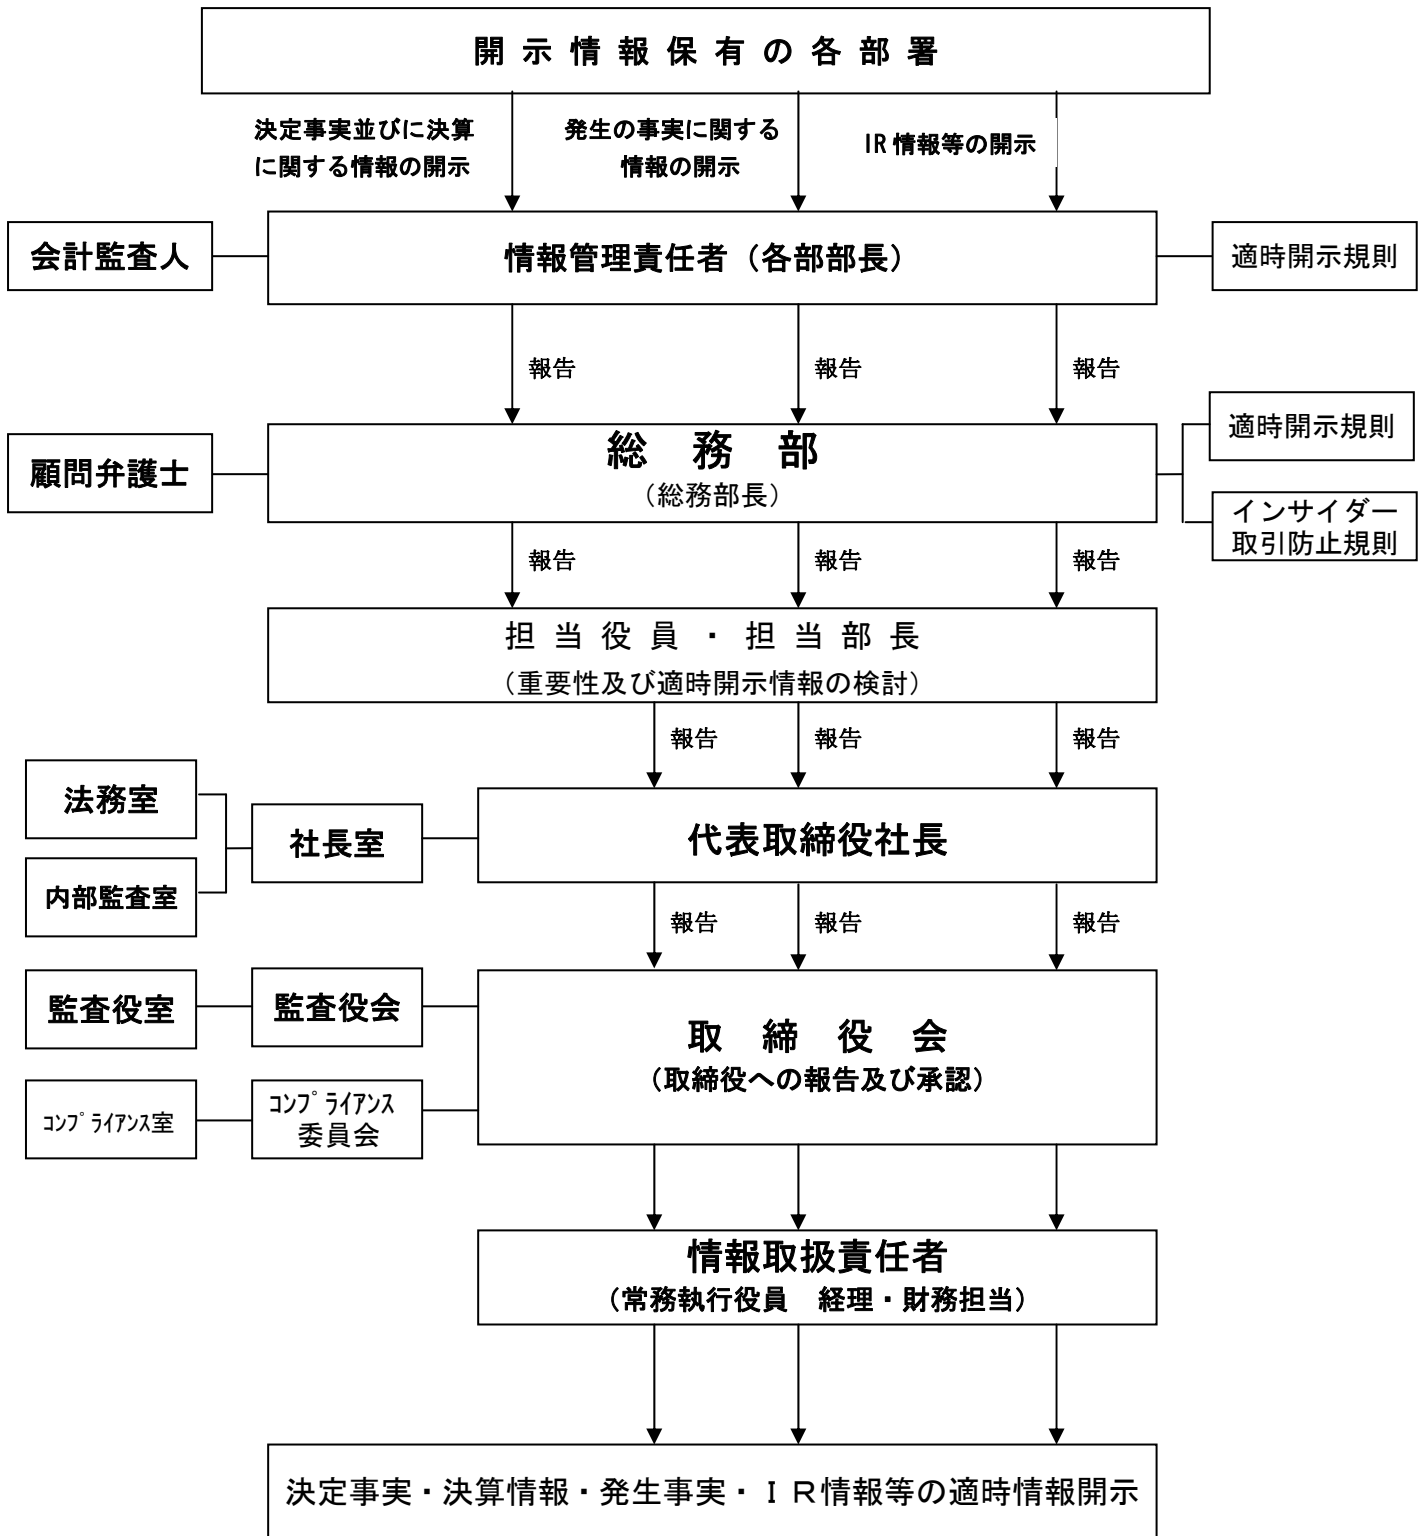 開示情報保有の各部署
決定事実並びに決算
に関する情報の開示
発生の事実に関する
情報の開示
IR情報等の開示
会計監査人
情報管理責任者（各部部長）
適時開示規則
報告
報告
報告
顧問弁護士
総務部
（総務部長）
適時開示規則
インサイダー
取引防止規則
報告
報告
報告
担当役員・担当部長
（重要性及び適時開示情報の検討）
報告
報告
報告
法務室
内部監査室
社長室
代表取締役社長
報告
報告
報告
監査役室
監査役会
取締役会
（取締役への報告及び承認）
ｺﾝﾌﾟﾗｲｱﾝｽ室
ｺﾝﾌﾟﾗｲｱﾝｽ
委員会
情報取扱責任者
（常務執行役員　経理・財務担当）
決定事実・決算情報・発生事実・ＩＲ情報等の適時情報開示